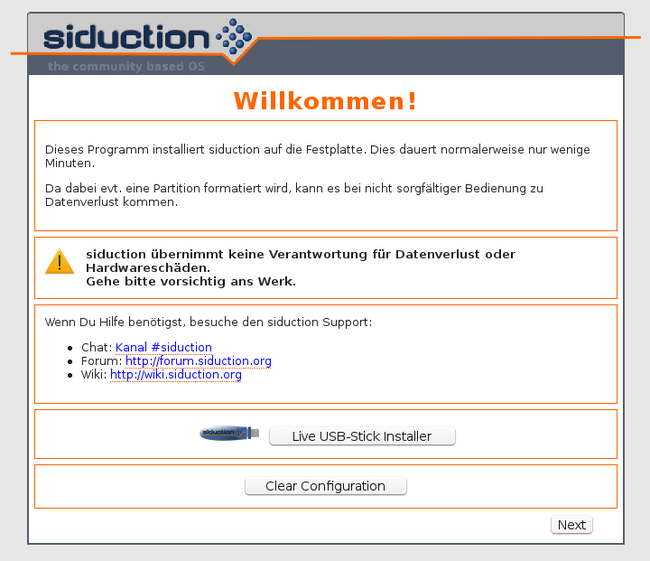 siduction
the community based OS
Willkommen!
Dieses Programm installiert siduction auf die Festplatte. Dies dauert normalerweise nur wenige
Minuten.
Da dabei evt. eine Partition formatiert wird, kann es bei nicht sorgfältiger Bedienung zu
Datenverlust kommen.
siduction übernimmt keine Verantwortung für Datenverlust oder
Hardwareschäden.
Gehe bitte vorsichtig ans Werk.
Wenn Du Hilfe benötigst, besuche den siduction Support:
Chat: Kanal #siduction
Forum: http://forum.siduction.org
Wiki: http://wiki.siduction.org
siduction
Live USB-Stick Installer
Clear Configuration
Next